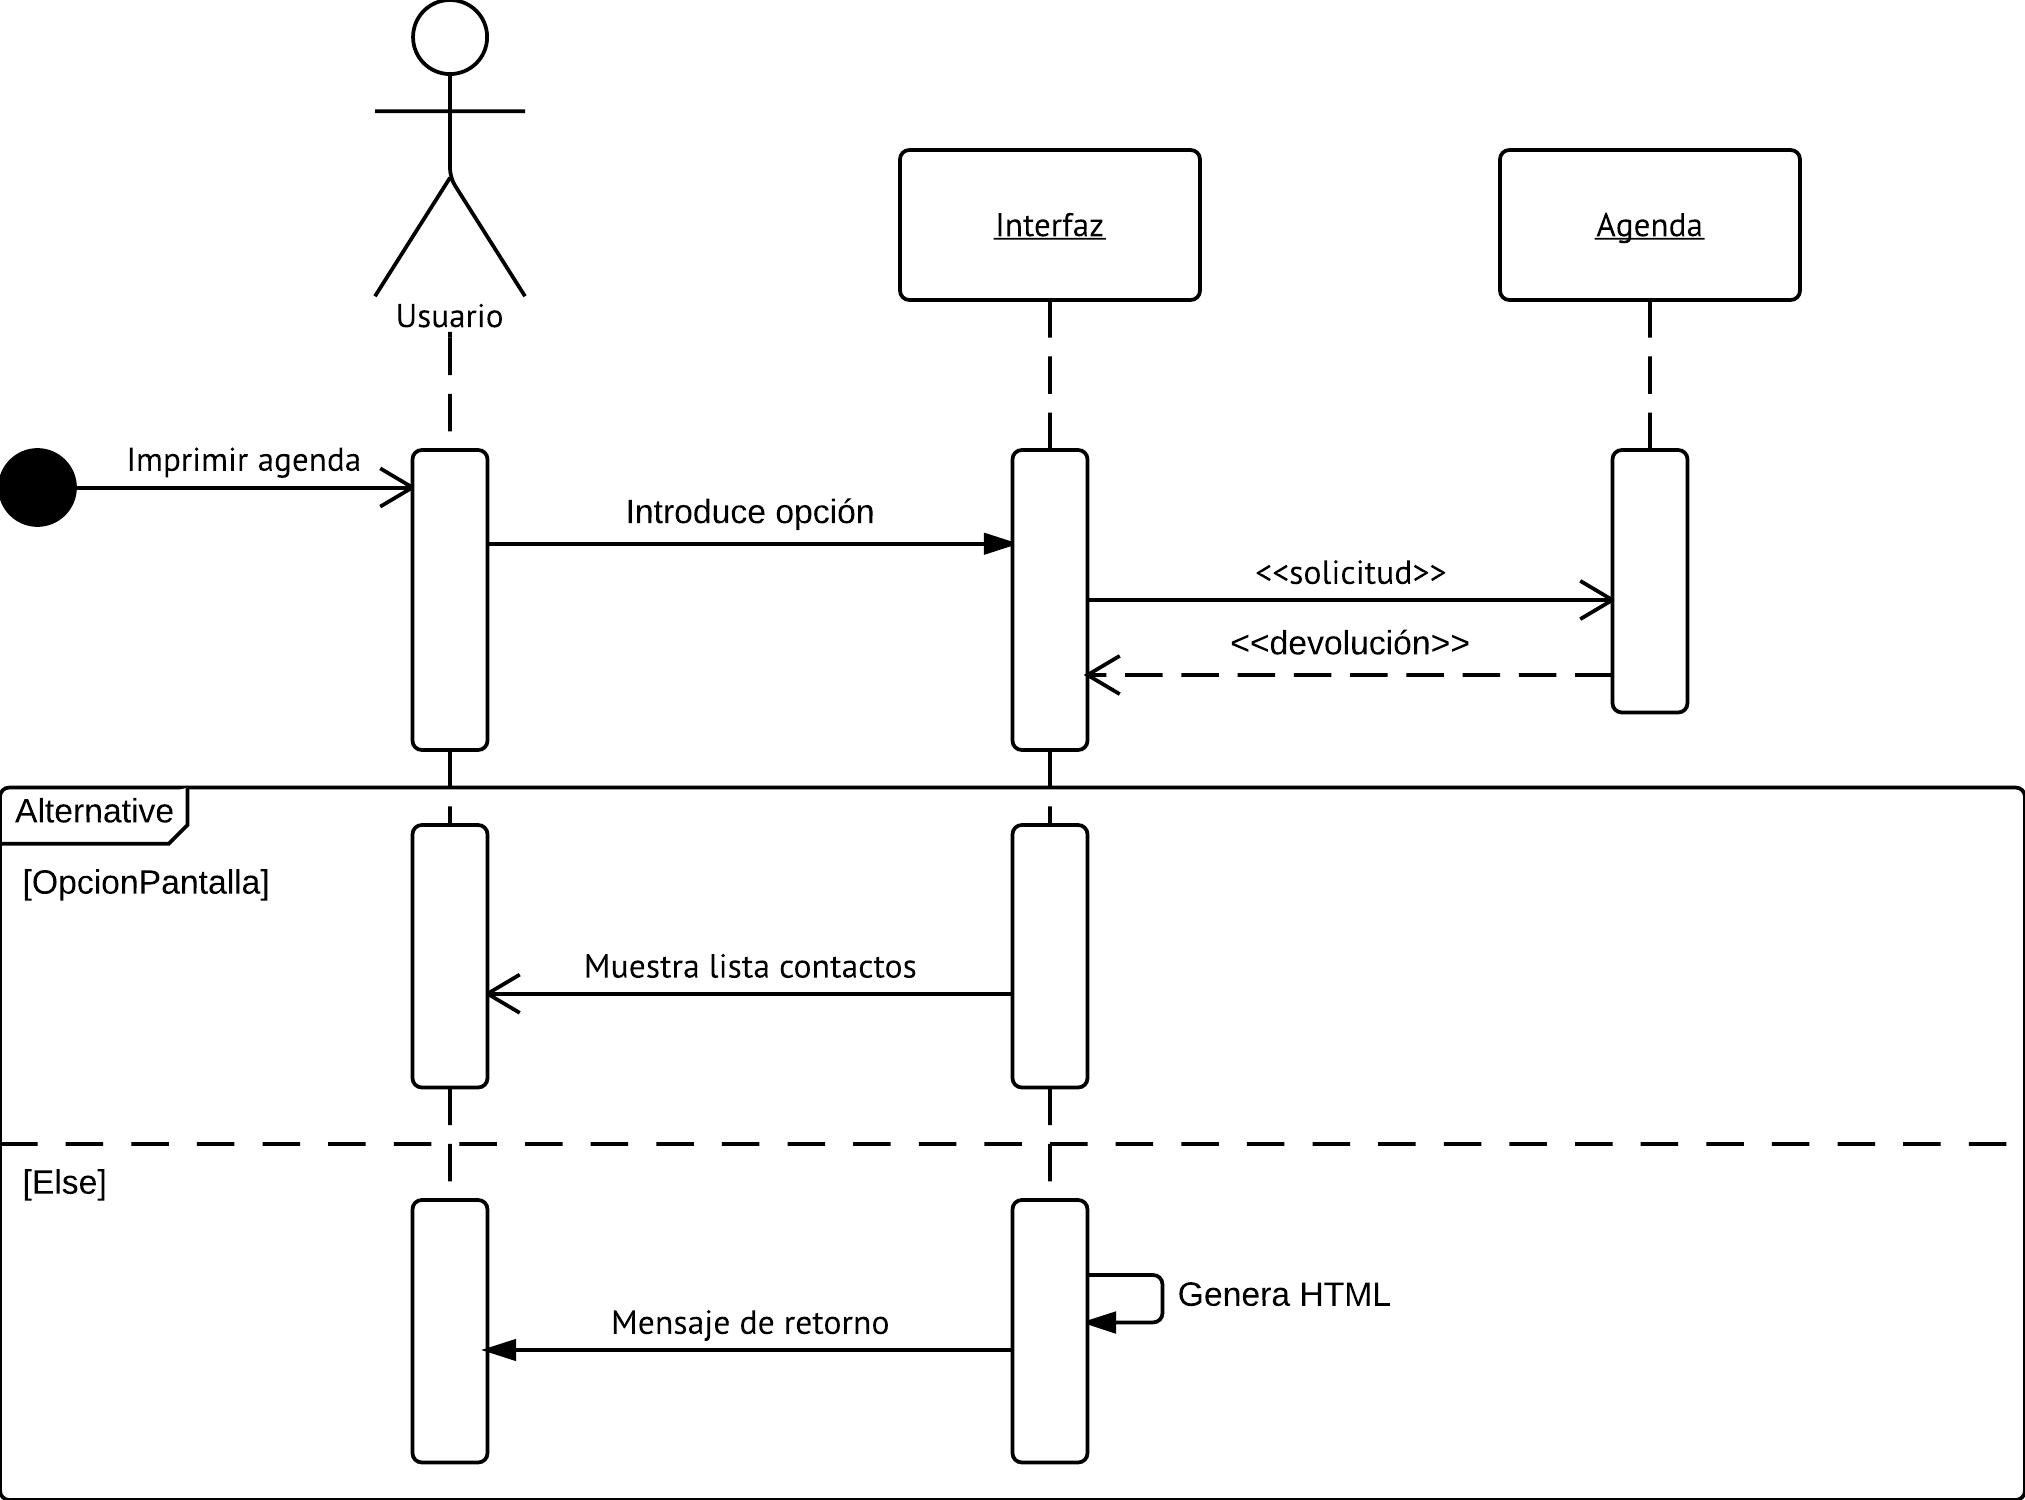 Usuario
Interfaz
Agenda
Imprimir agenda
Introduce opción
<<solicitud>>
<<devolución>>
Alternative
[OpcionPantalla]
Muestra lista contactos
[Else]
Genera HTML
Mensaje de retorno